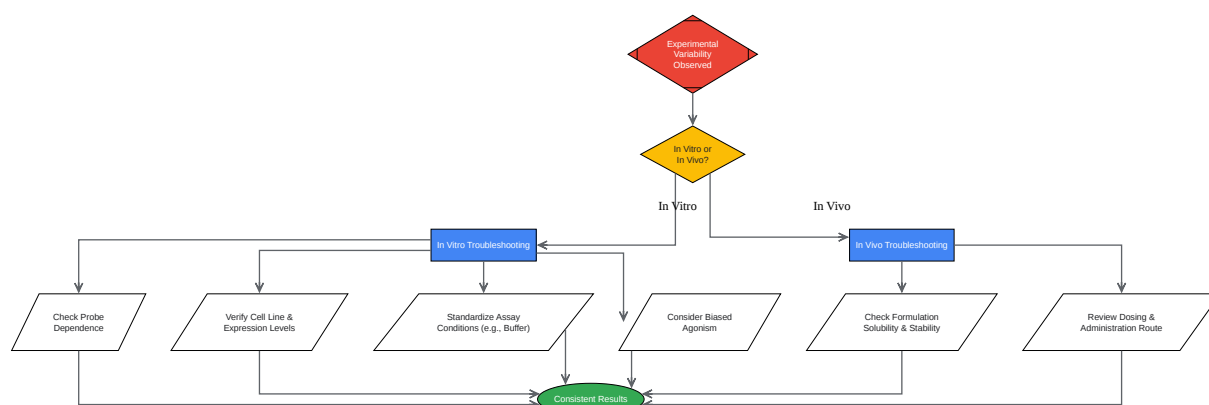 Experimental
Variability
Observed
In Vitro or
In Vivo?
In Vitro
In Vivo
In Vitro Troubleshooting
In Vivo Troubleshooting
Check Probe
Dependence
Verify Cell Line &
Expression Levels
Standardize Assay
Conditions (e.g., Buffer)
Consider Biased
Agonism
Check Formulation
Solubility & Stability
Review Dosing &
Administration Route
Consistent Results